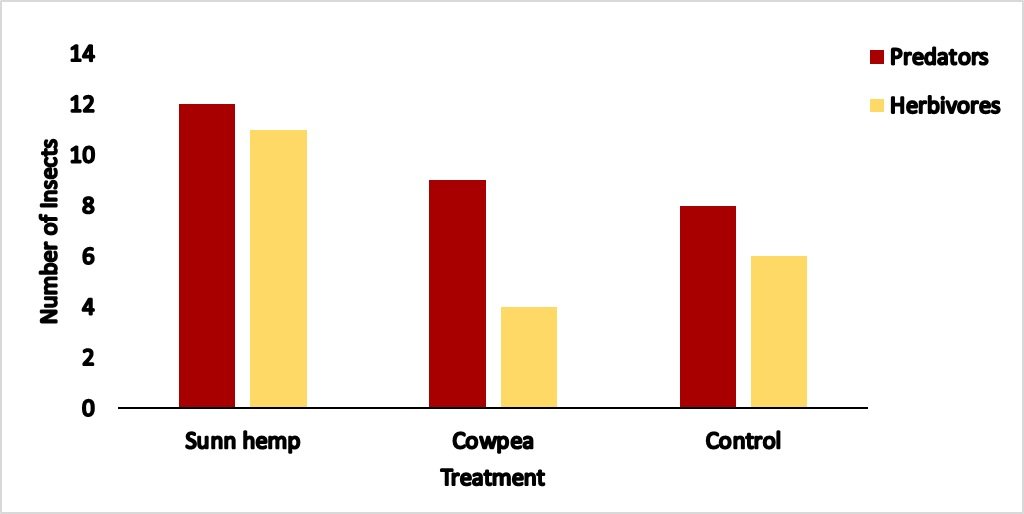 14
12
10
8
6
4
2
0
Number of Insects
Sunn hemp
Cowpea
Control
Treatment
Predators
Herbivores